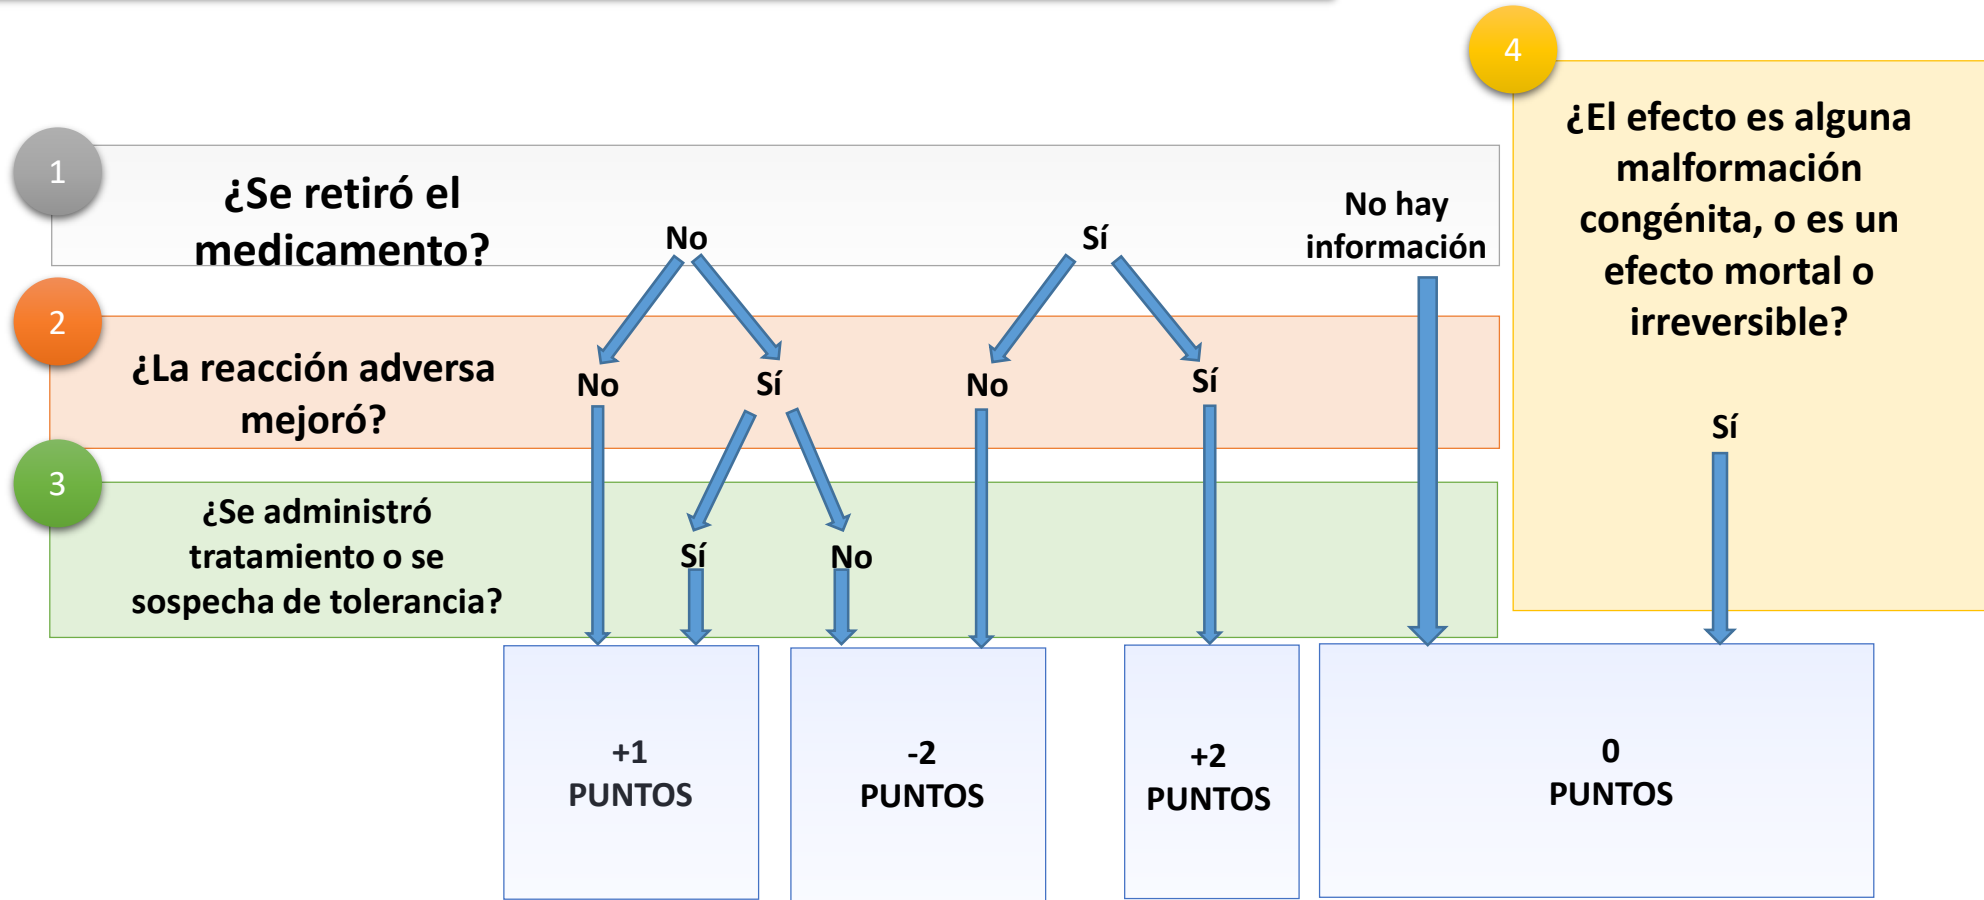 4
¿El efecto es alguna
malformación
congénita, o es un
efecto mortal o
irreversible?
Sí
1
¿Se retiró el
medicamento?
No
Sí
No hay
información
2
¿La reacción adversa
mejoró?
No
Sí
No
Sí
3
¿Se administró
tratamiento o se
sospecha de tolerancia?
Sí
No
+1
PUNTOS
-2
PUNTOS
+2
PUNTOS
0
PUNTOS